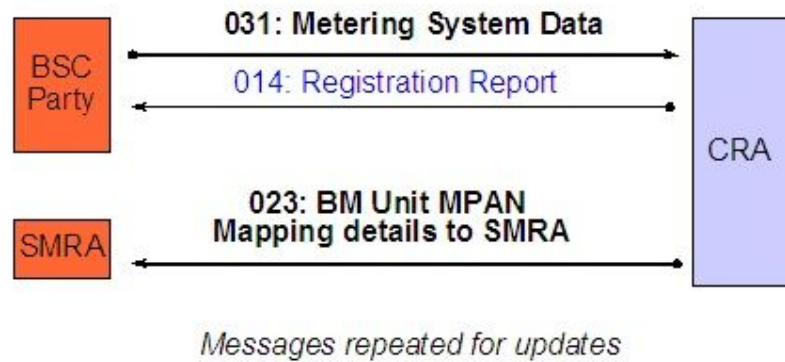 031: Metering System Data
BSC
Party
014: Registration Report
CRA
023: BM Unit MPAN
Mapping details to SMRA
SMRA
Messages repeated for updates